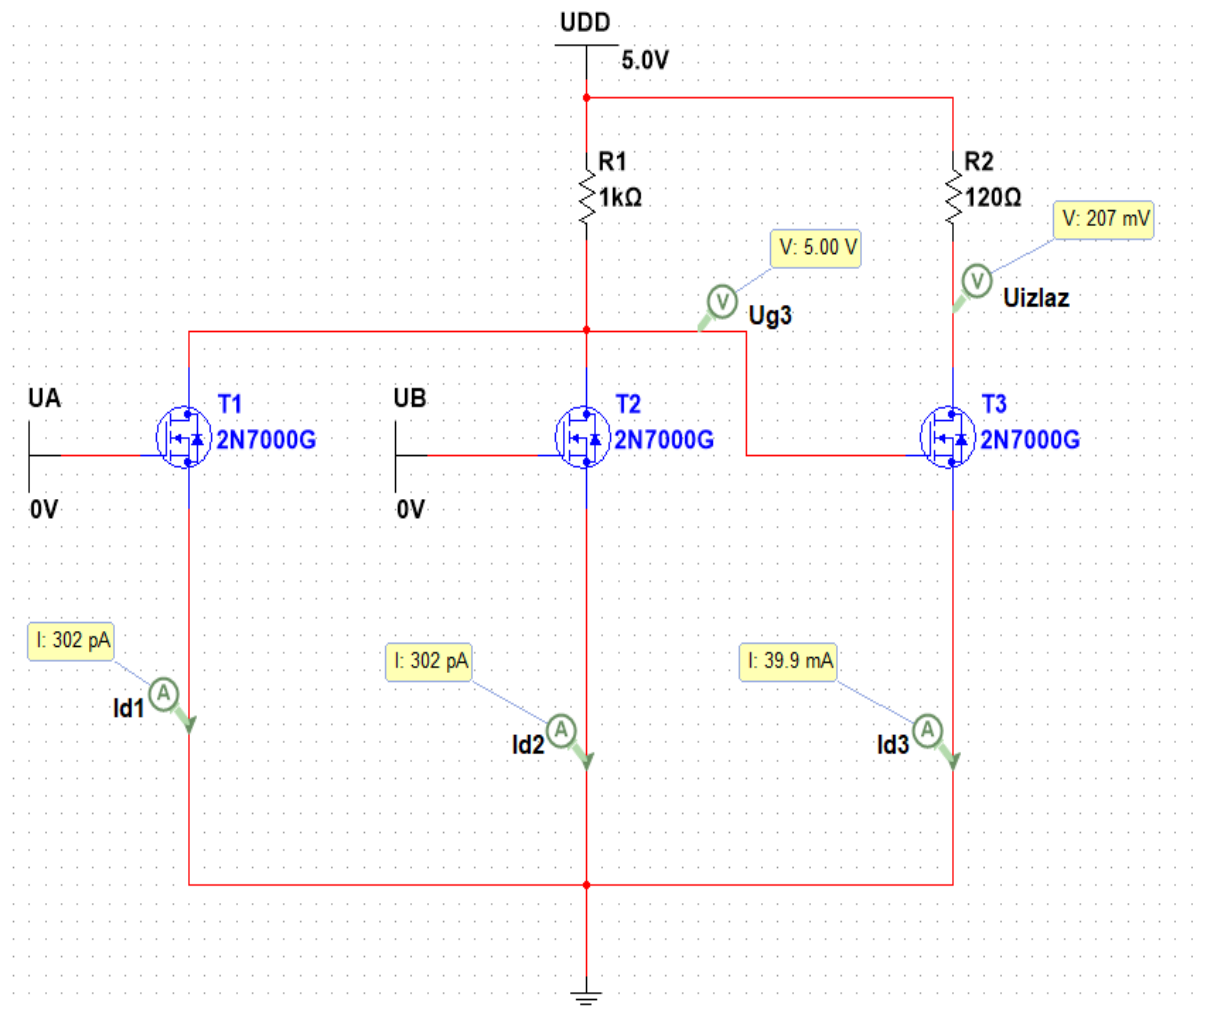 UDD
5.0V
R1
1kΩ
R2
120Ω
V: 207 mV
V: 5.00 V
Uizlaz
Ug3
UA
T1
2N7000G
0V
UB
T2
2N7000G
0V
T3
2N7000G
I: 302 pA
Id1
I: 302 pA
Id2
I: 39.9 mA
Id3
V
V
A
A
A